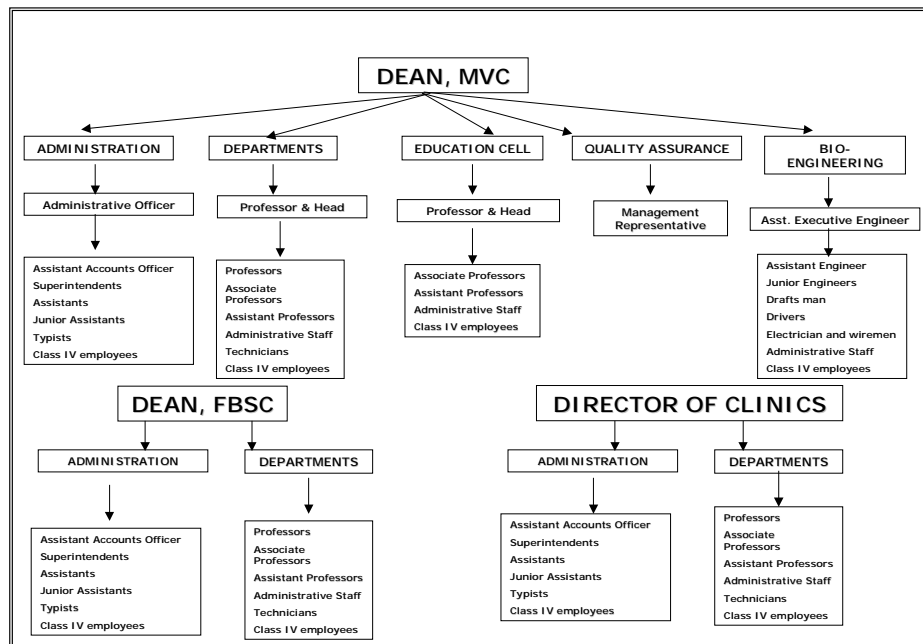 DEAN, MVC
ADMINISTRATION
DEPARTMENTS
EDUCATION CELL
QUALITY ASSURANCE
BIO-
ENGINEERING
Administrative Officer
Professor & Head
Professor & Head
Management
Representative
Asst. Executive Engineer
Assistant Accounts Officer
Superintendents
Assistants
Junior Assistants
Typists
Class IV employees
Professors
Associate
Professors
Assistant Professors
Administrative Staff
Technicians
Class IV employees
Associate Professors
Assistant Professors
Administrative Staff
Class IV employees
Assistant Engineer
Junior Engineers
Drafts man
Drivers
Electrician and wiremen
Administrative Staff
Class IV employees
DEAN, FBSC
ADMINISTRATION
DEPARTMENTS
Assistant Accounts Officer
Superintendents
Assistants
Junior Assistants
Typists
Class IV employees
Professors
Associate
Professors
Assistant Professors
Administrative Staff
Technicians
Class IV employees
DIRECTOR OF CLINICS
ADMINISTRATION
DEPARTMENTS
Assistant Accounts Officer
Superintendents
Assistants
Junior Assistants
Typists
Class IV employees
Professors
Associate
Professors
Assistant Professors
Administrative Staff
Technicians
Class IV employees